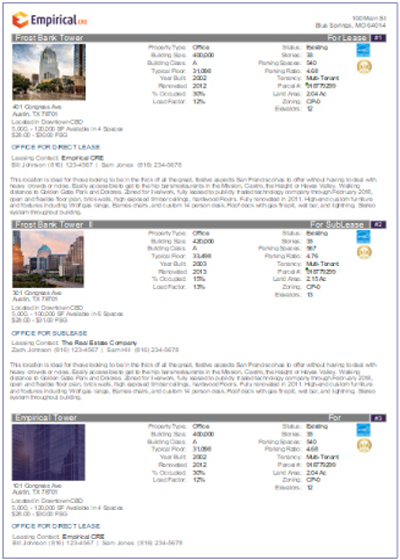 Empirical CRE
100 Main St
Blue Springs, MO 64014
Frost Bank Tower For Lease #1
Property Type: Office Status: Existing
Building Size: 400,000 Stories: 33
Building Class: A Parking Spaces: 540
Typical Floor: 31,098 Parking Ratio: 4.68
Year Built: 2002 Tenancy: Multi-Tenant
Renovated: 2012 Parcel #: 918779299
% Occupied: 30% Land Area: 2.04 Ac
Load Factor: 12% Zoning: CP-0
Elevators: 12
401 Congress Ave
Austin, TX 78701
Located in Downtown CBD
5,000 - 120,000 SF Available in 4 Spaces
$28.00 - $30.00 FSG
OFFICE FOR DIRECT LEASE
Leasing Contact: Empirical CRE
Bill Johnson (816) 123-4567 | Sam Jones (816) 234-5678
This location is ideal for those looking to be in the thick of all the great, festive aspects San Francisco has to offer without having to deal with
heavy crowds or noise. Easily accessible to get to the hip bars/restaurants in the Mission, Castro, the Haight or Hayes Valley. Walking
distance to Golden Gate Park and Dolores. Zoned for live/work, fully leased to publicly traded technology company through February 2018,
open and flexible floor plan, brick walls, high exposed timber ceilings, hardwood floors. Fully renovated in 2011. High-end custom furniture
and fixtures including Wolf gas range, Eames chairs, and custom 14 person desk. Roof deck with gas firepit, wet bar, and lightning. Stereo
system throughout building.
Frost Bank Tower II For SubLease #2
Property Type: Office Status: Existing
Building Size: 420,000 Stories: 33
Building Class: A Parking Spaces: 567
Typical Floor: 33,498 Parking Ratio: 4.76
Year Built: 2003 Tenancy: Multi-Tenant
Renovated: 2013 Parcel #: 918779299
% Occupied: 15% Land Area: 2.15 Ac
Load Factor: 13% Zoning: CP-0
Elevators: 13
301 Congress Ave
Austin, TX 78701
Located in Downtown CBD
5,000 - 100,000 SF Available in 6 Spaces
$28.00 - $31.00 FSG
OFFICE FOR SUBLEASE
Leasing Contact: The Real Estate Company
Zach Johnson (816) 123-4567 | Sam Hill (816) 234-5678
This location is ideal for those looking to be in the thick of all the great, festive aspects San Francisco has to offer without having to deal with
heavy crowds or noise. Easily accessible to get to the hip bars/restaurants in the Mission, Castro, the Haight or Hayes Valley. Walking
distance to Golden Gate Park and Dolores. Zoned for live/work, fully leased to publicly traded technology company through February 2018,
open and flexible floor plan, brick walls, high exposed timber ceilings, hardwood floors. Fully renovated in 2011. High-end custom furniture
and fixtures including Wolf gas range, Eames chairs, and custom 14 person desk. Roof deck with gas firepit, wet bar, and lightning. Stereo
system throughout building.
Empirical Tower For #3
Property Type: Office Status: Existing
Building Size: 400,000 Stories: 33
Building Class: A Parking Spaces: 540
Typical Floor: 31,098 Parking Ratio: 4.68
Year Built: 2002 Tenancy: Multi-Tenant
Renovated: 2012 Parcel #: 918779299
% Occupied: 30% Land Area: 2.04 Ac
Load Factor: 12% Zoning: CP-0
Elevators: 12
101 Congress Ave
Austin, TX 78701
Located in Downtown CBD
5,000 - 120,000 SF Available in 4 Spaces
$28.00 - $30.00 FSG
OFFICE FOR DIRECT LEASE
Leasing Contact: Empirical CRE
Bill Johnson (816) 123-4567 | Sam Jones (816) 234-5678